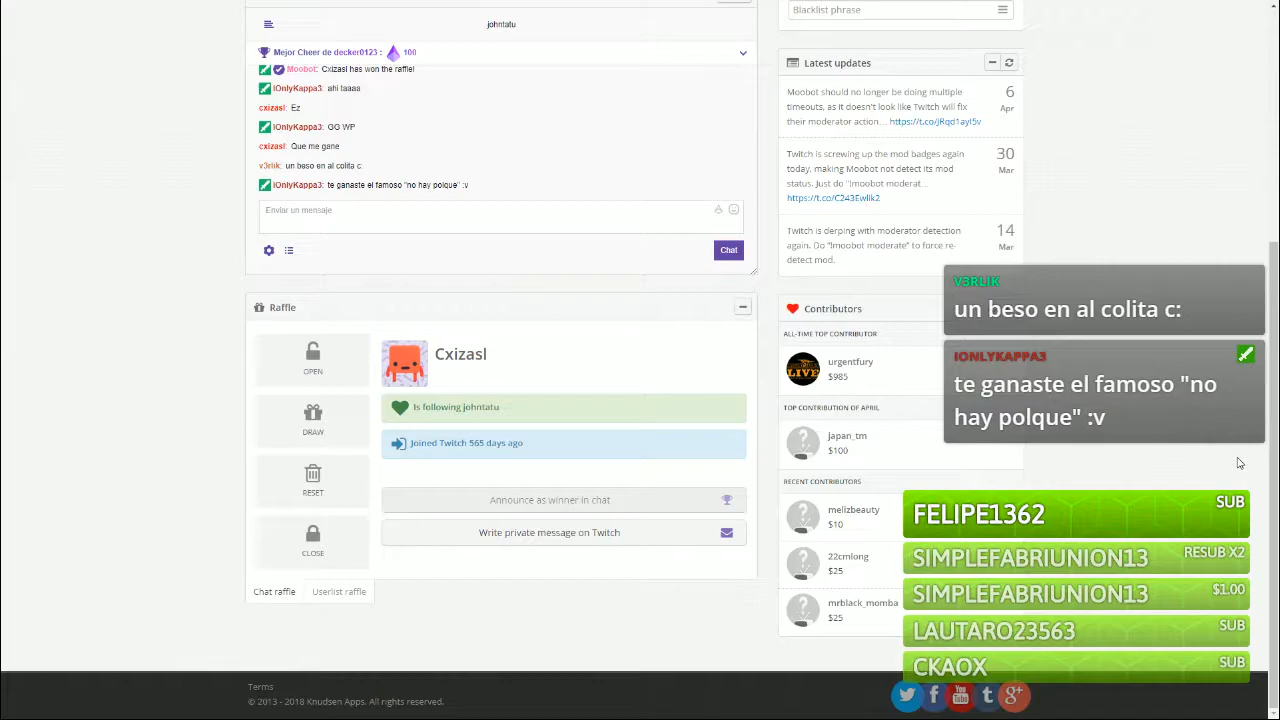 johntatu
Mejor Cheer de decker0123 : 100
Moobot: Cxizasl has won the raffle!
IOnlyKappa3: ahi taaaa
cxizasl: Ez
IOnlyKappa3: GG WP
cxizasl: Que me gane
v3rlik: un beso en al colita c:
IOnlyKappa3: te ganaste el famoso "no hay polque" :v
Enviar un mensaje
Chat
Raffle
OPEN
DRAW
RESET
CLOSE
Cxizasl
Is following johntatu
Joined Twitch 565 days ago
Announce as winner in chat
Write private message on Twitch
Chat raffle
Userlist raffle
Blacklist phrase
Latest updates
Moobot should no longer be doing multiple
timeouts, as it doesn't look like Twitch will fix
their moderator action... https://t.co/JRqd1ayI5v
6
Apr
Twitch is screwing up the mod badges again
today, making Moobot not detect its mod
status. Just do "!moobot moderat...
https://t.co/C243Ewlik2
30
Mar
Twitch is derping with moderator detection
again. Do "!moobot moderate" to force re-
detect mod.
14
Mar
Contributors
ALL-TIME TOP CONTRIBUTOR
urgentfury
$985
LIVE
TOP CONTRIBUTION OF APRIL
japan_tm
$100
RECENT CONTRIBUTORS
melizbeauty
$10
22cmlong
$25
mrblack_momba
$25
V3RLIK
un beso en al colita c:
IONLYKAPPA3
te ganaste el famoso "no
hay polque" :v
FELIPE1362 SUB
SIMPLEFABRIUNION13 RESUB X2
SIMPLEFABRIUNION13 $1.00
LAUTARO23563 SUB
CKAOX SUB
Terms
© 2013 - 2018 Knudsen Apps. All rights reserved.
You
Tube